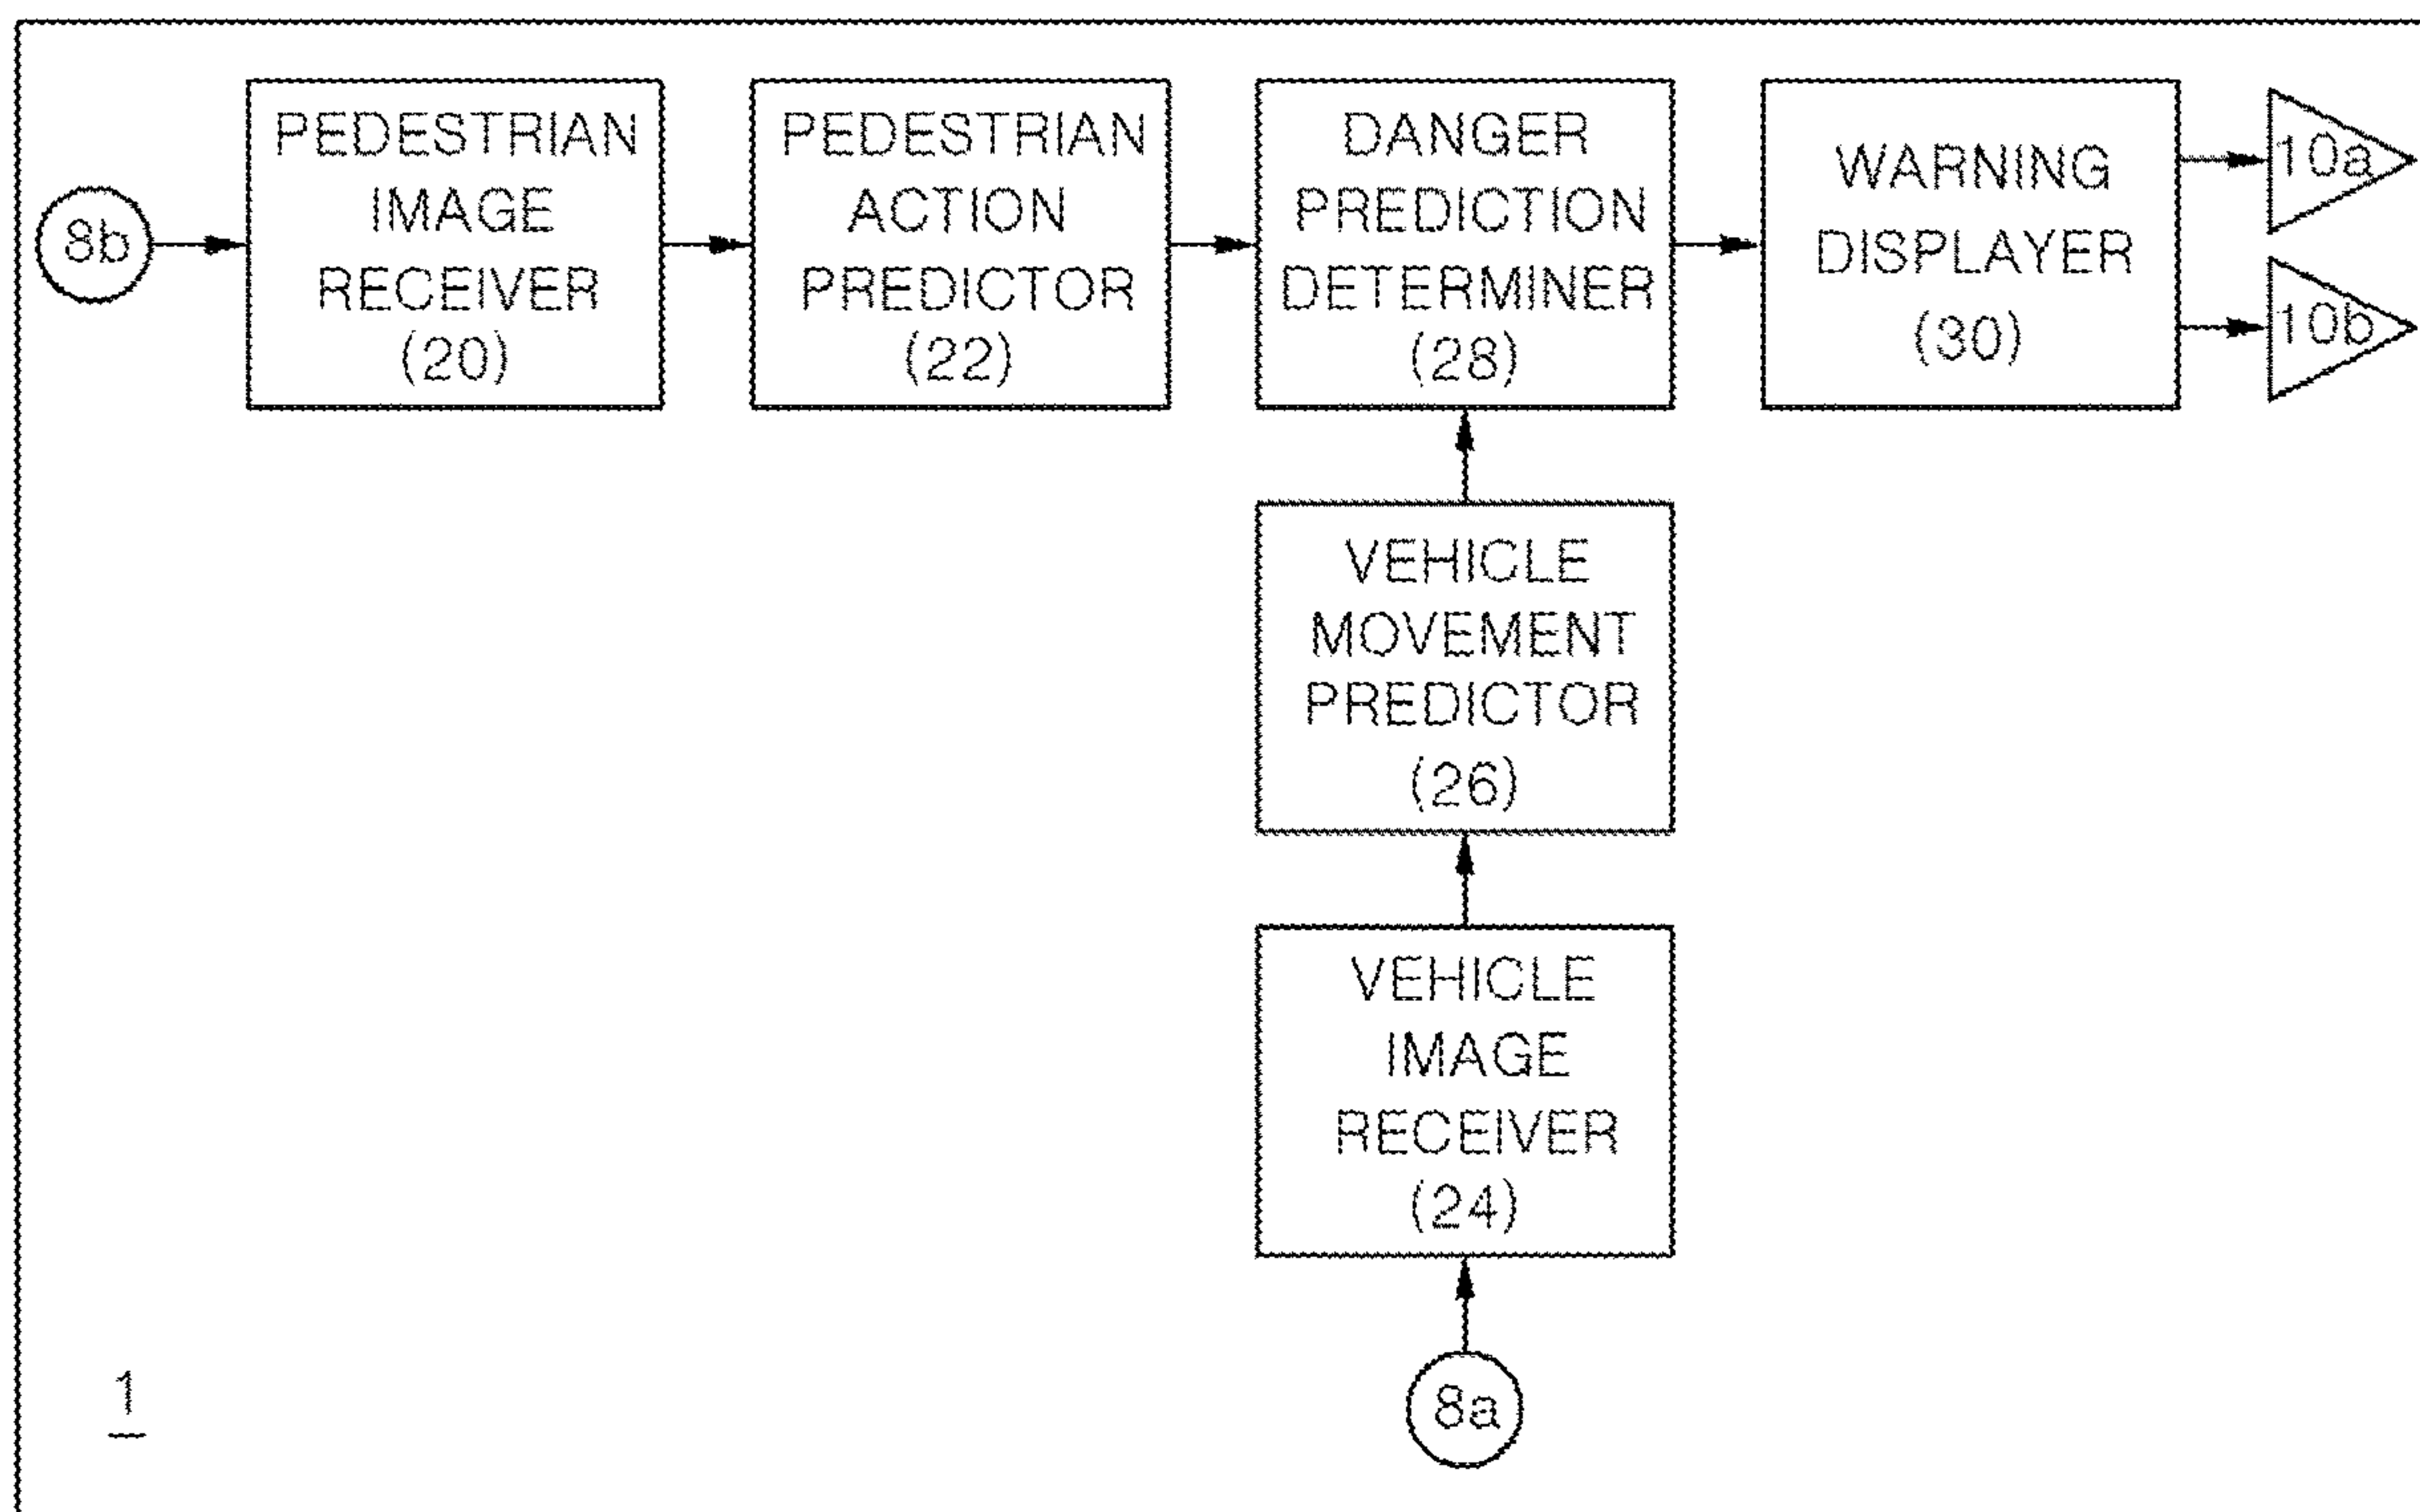 8b
PEDESTRIAN
IMAGE
RECEIVER
(20)
PEDESTRIAN
ACTION
PREDICTOR
(22)
DANGER
PREDICTION
DETERMINER
(28)
WARNING
DISPLAYER
(30)
10a
10b
VEHICLE
MOVEMENT
PREDICTOR
(26)
VEHICLE
IMAGE
RECEIVER
(24)
8a
1